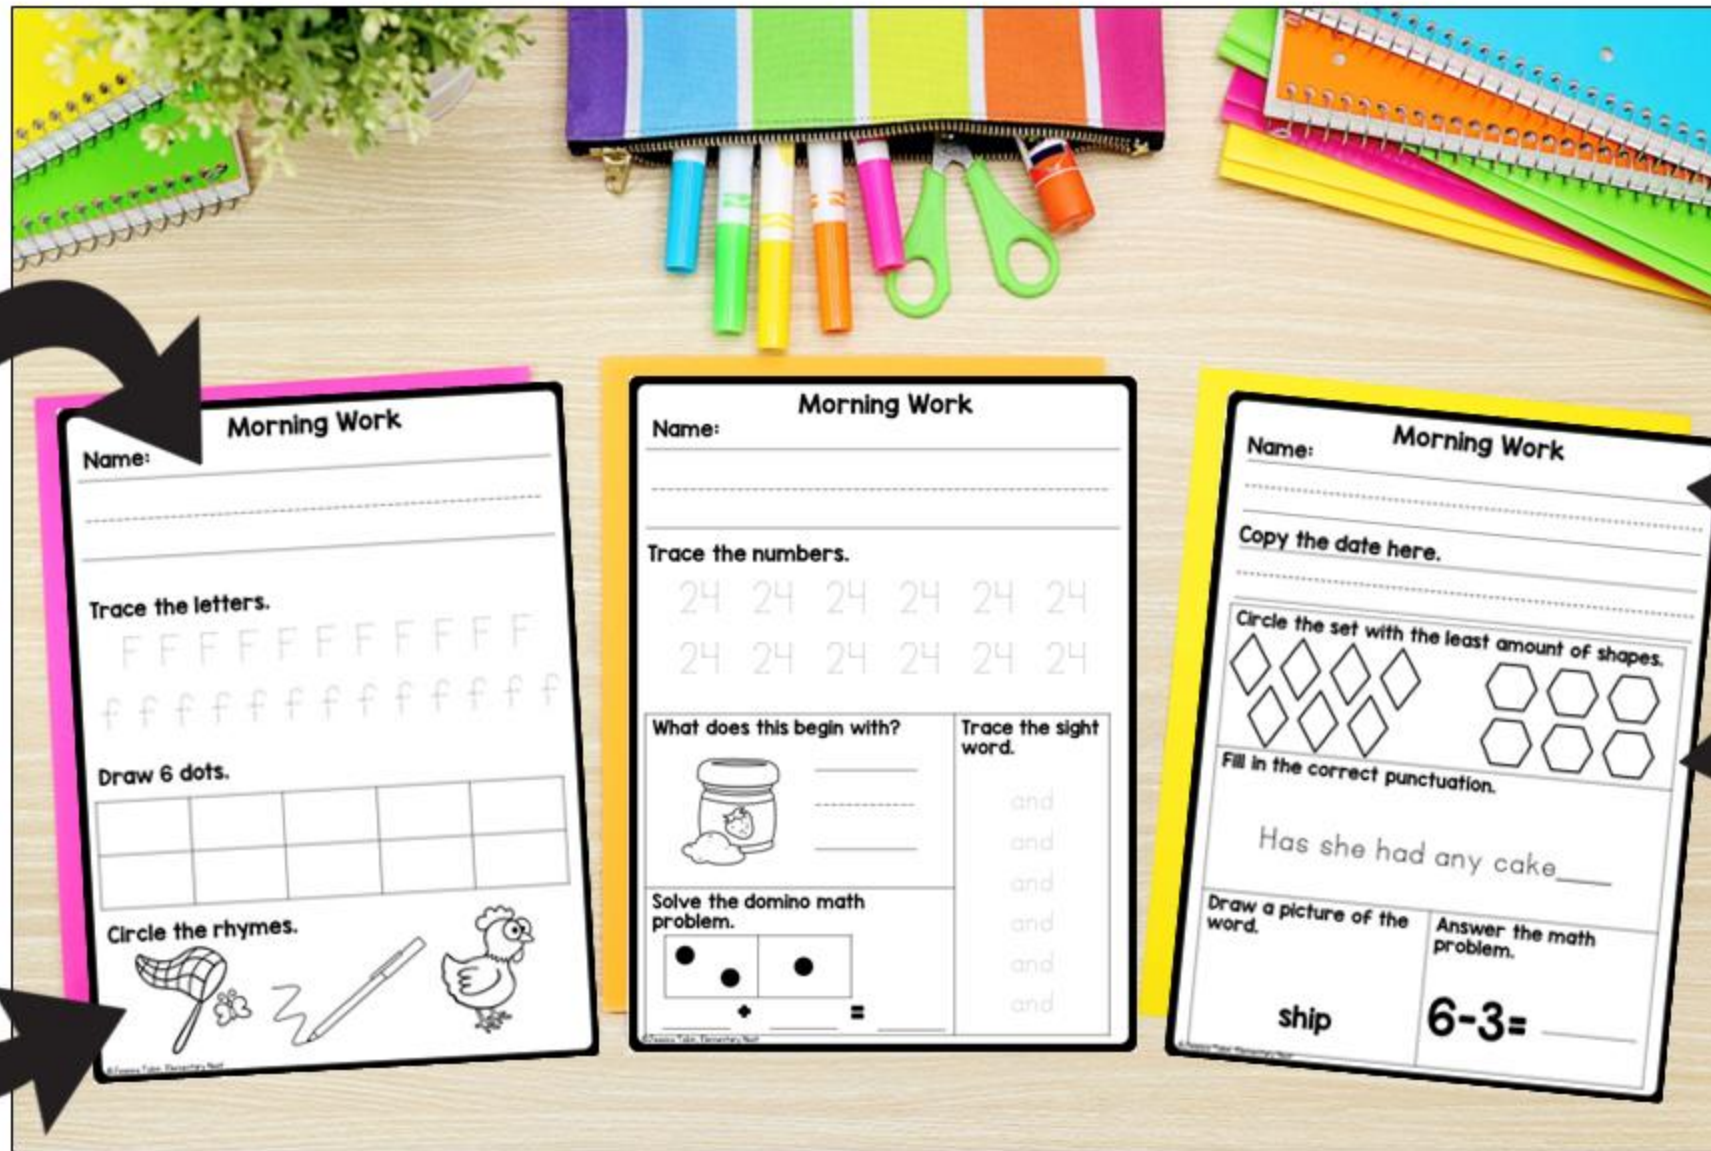 Morning Work
Name:
Trace the letters.
F F F F F F F F F F F
f f f f f f f f f f f f f
Draw 6 dots.
Circle the rhymes.
Morning Work
Name:
Trace the numbers.
24 24 24 24 24 24
24 24 24 24 24 24
What does this begin with?
Trace the sight
word.
and
and
and
and
and
and
Solve the domino math
problem.
+ =
Morning Work
Name:
Copy the date here.
Circle the set with the least amount of shapes.
Fill in the correct punctuation.
Has she had any cake____
Draw a picture of the
word.
ship
Answer the math
problem.
6-3= ____